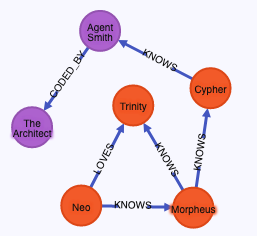 Agent
Smith
KNOWS
CODED_BY
Cypher
The
Architect
Trinity
LOVES
KNOWS
KNOWS
Neo
KNOWS
Morpheus